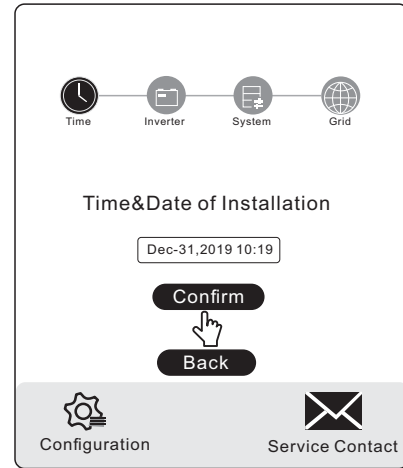 Time Inverter System Grid
Time&Date of Installation
Dec-31,2019 10:19
Confirm
Back
Configuration Service Contact